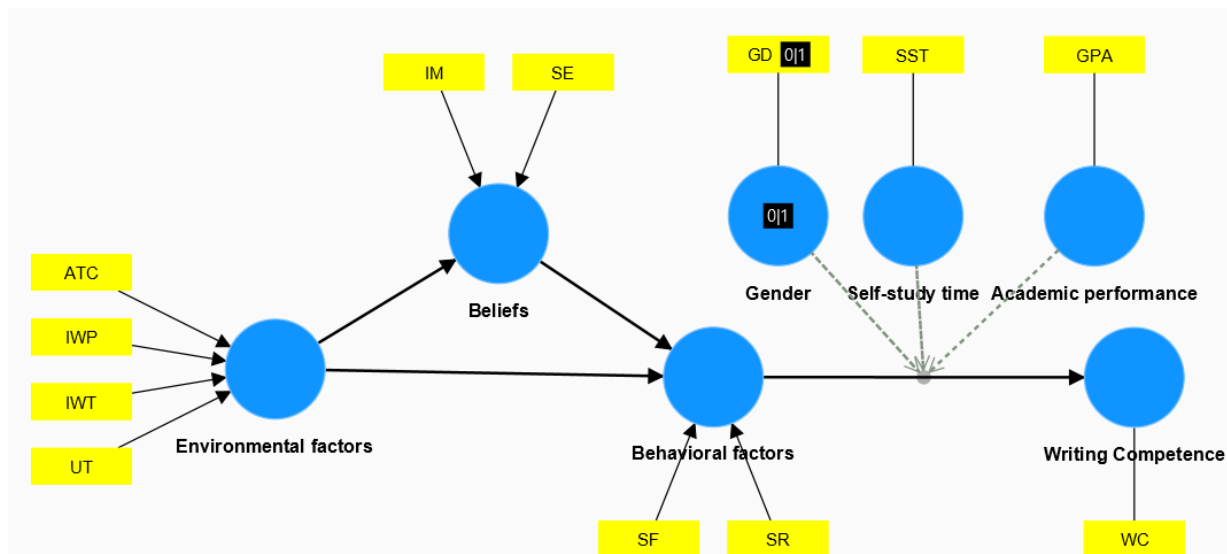 IM
SE
GD 0|1
SST
GPA
0|1
Gender
Self-study time
Academic performance
Beliefs
ATC
IWP
IWT
UT
Environmental factors
Behavioral factors
Writing Competence
SF
SR
WC